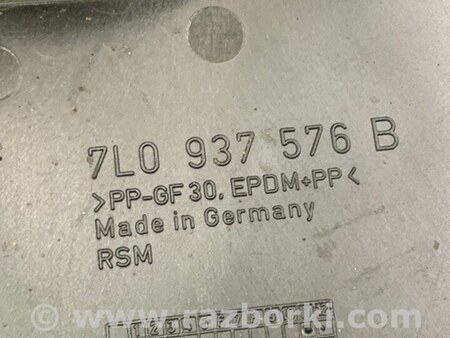 7L0 937 576 B
>PP-GF 30. EPDM+PP<
Made in Germany
RSM
© www.razborki.com